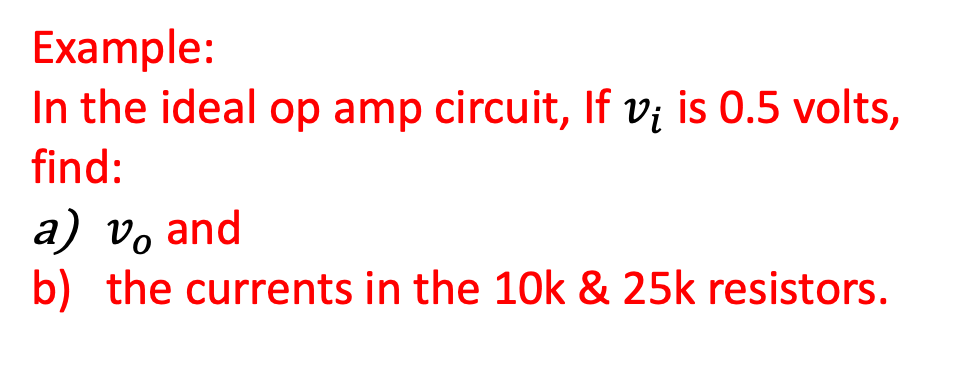 Example:
In the ideal op amp circuit, If 𝑣ᵢ is 0.5 volts,
find:
a) 𝑣ₒ and
b) the currents in the 10k & 25k resistors.